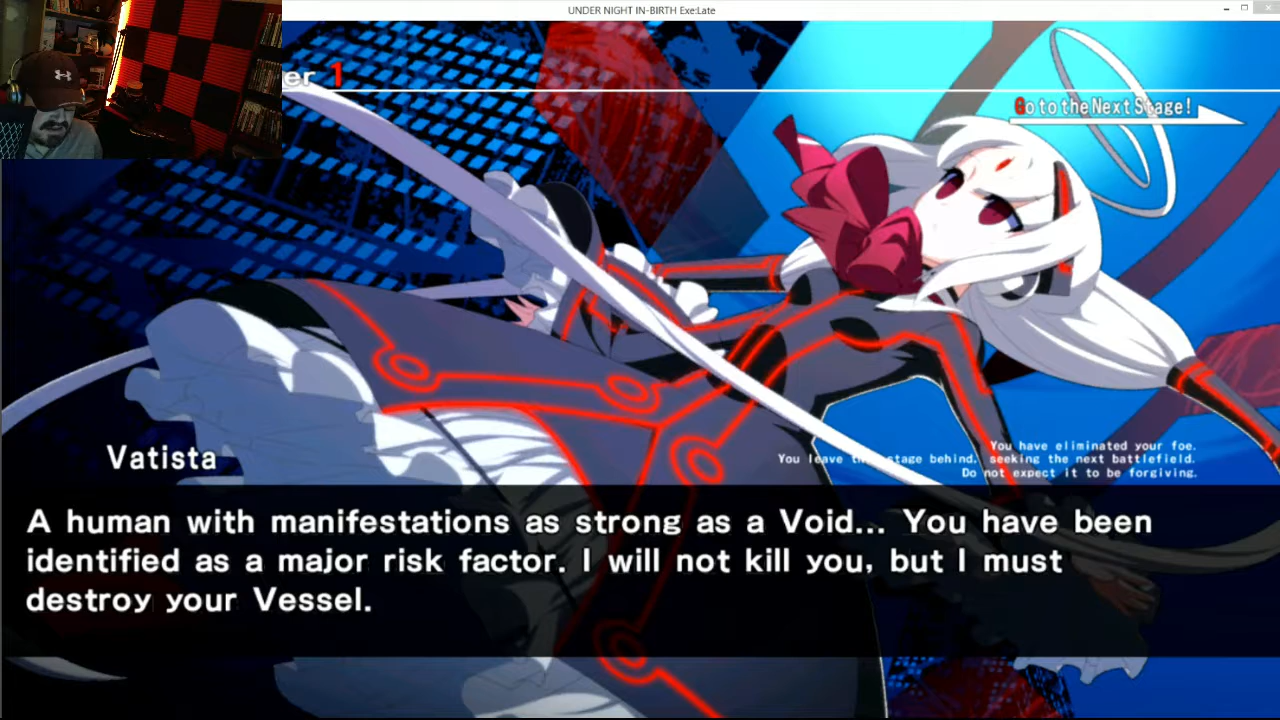 UNDER NIGHT IN-BIRTH Exe:Late
er 1
Go to the Next Stage!
You have eliminated your foe.
You leave this stage behind, seeking the next battlefield.
Do not expect it to be forgiving.
Vatista
A human with manifestations as strong as a Void... You have been
identified as a major risk factor. I will not kill you, but I must
destroy your Vessel.